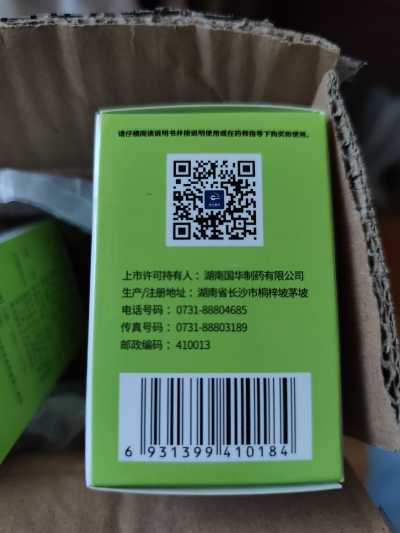 请仔细阅读说明书并按说明使用或在药师指导下购买和使用。
上市许可持有人：湖南国华制药有限公司
生产/注册地址：湖南省长沙市桐梓坡茅坡
电话号码：0731-88804685
传真号码：0731-88803189
邮政编码：410013
6 931399 410184